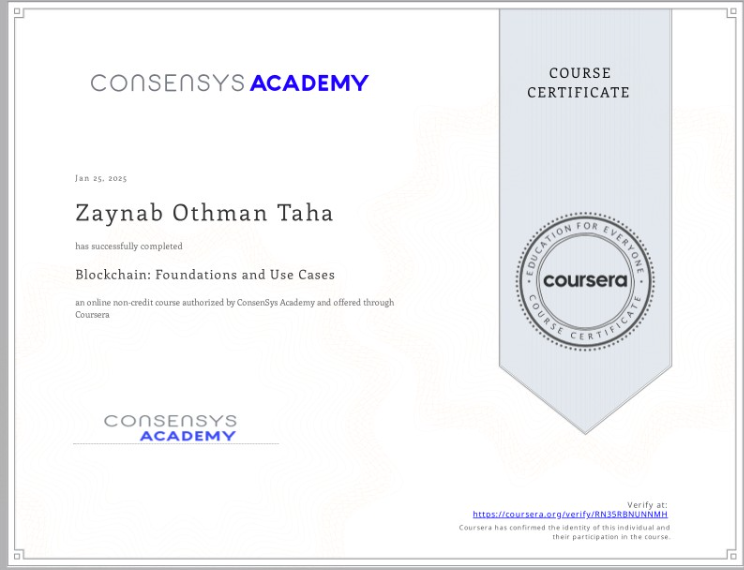 CONSENSYS ACADEMY
COURSE
CERTIFICATE
Jan 25, 2025
Zaynab Othman Taha
has successfully completed
Blockchain: Foundations and Use Cases
an online non-credit course authorized by ConsenSys Academy and offered through
Coursera
EDUCATION FOR EVERYONE
coursera
COURSE CERTIFICATE
CONSENSYS
ACADEMY
Verify at:
https://coursera.org/verify/RN35RBNUNNMH
Coursera has confirmed the identity of this individual and
their participation in the course.